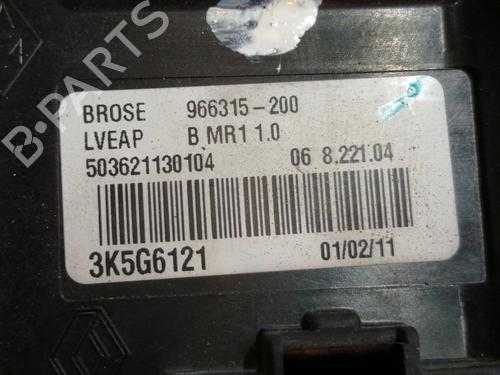 B-PARTS
BROSE 966315-200
LVEAP B MR1 1.0
503621130104 06 8,221.04
3K5G6121 01/02/11